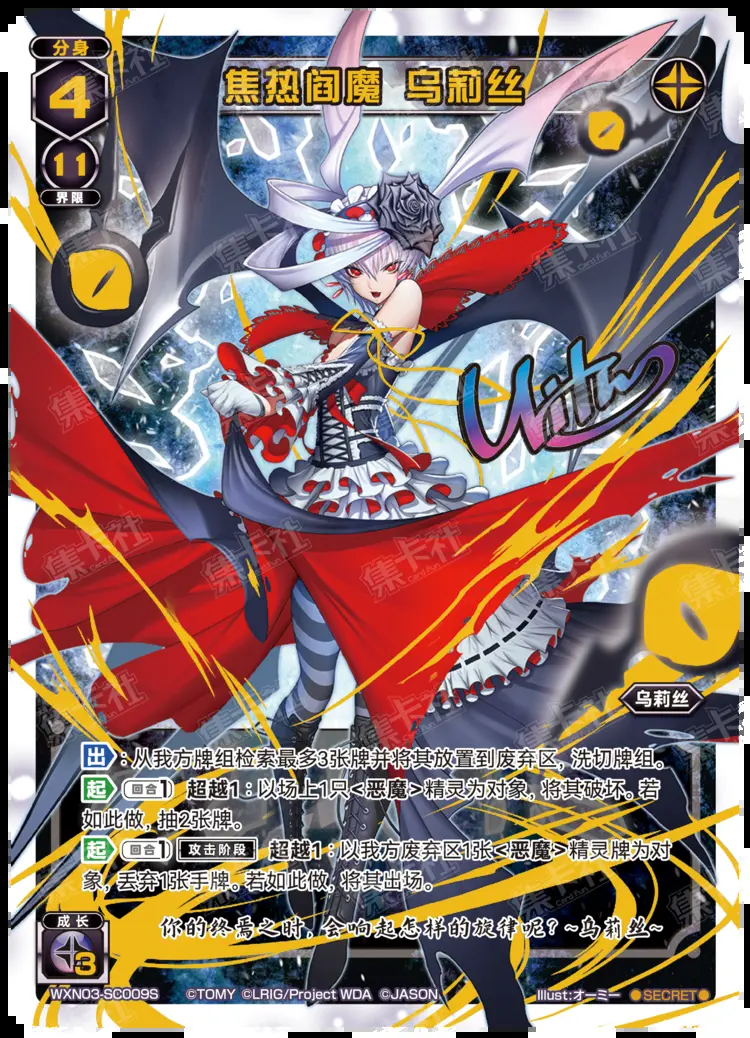 分身
4
焦热阎魔 乌莉丝
11
界限
Uith
乌莉丝
出：从我方牌组检索最多3张牌并将其放置到废弃区，洗切牌组。
起 回合1 超越1：以场上1只<恶魔>精灵为对象，将其破坏。若
如此做，抽2张牌。
起 回合1 攻击阶段 超越1：以我方废弃区1张<恶魔>精灵牌为对
象，丢弃1张手牌。若如此做，将其出场。
成长
3
你的终焉之时，会响起怎样的旋律呢？~乌莉丝~
WXN03-SC009S ©TOMY ©LRIG/Project WDA ©JASON Illust:オーミー SECRET
集卡社
Card Fun